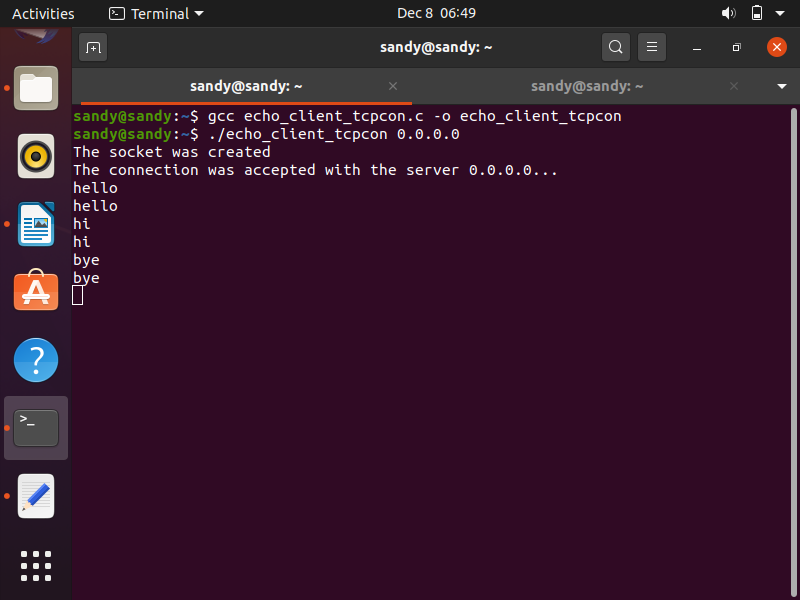 Activities
Terminal
Dec 8 06:49
sandy@sandy: ~
sandy@sandy: ~
sandy@sandy: ~
sandy@sandy:~$ gcc echo_client_tcpcon.c -o echo_client_tcpcon
sandy@sandy:~$ ./echo_client_tcpcon 0.0.0.0
The socket was created
The connection was accepted with the server 0.0.0.0...
hello
hello
hi
hi
bye
bye